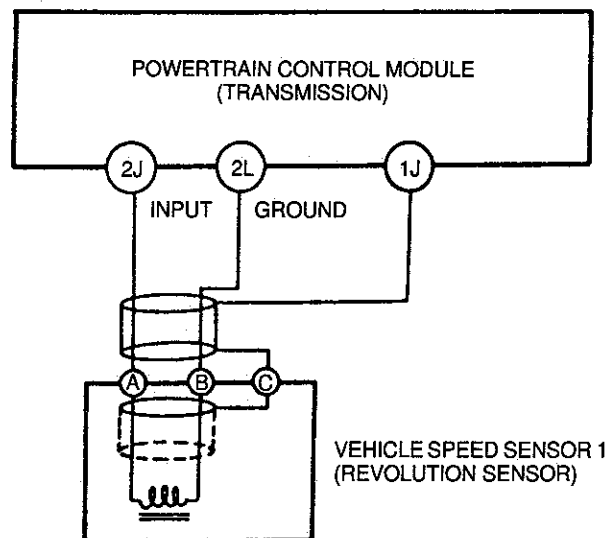 POWERTRAIN CONTROL MODULE
(TRANSMISSION)
2J 2L 1J
INPUT GROUND
A B C
VEHICLE SPEED SENSOR 1
(REVOLUTION SENSOR)